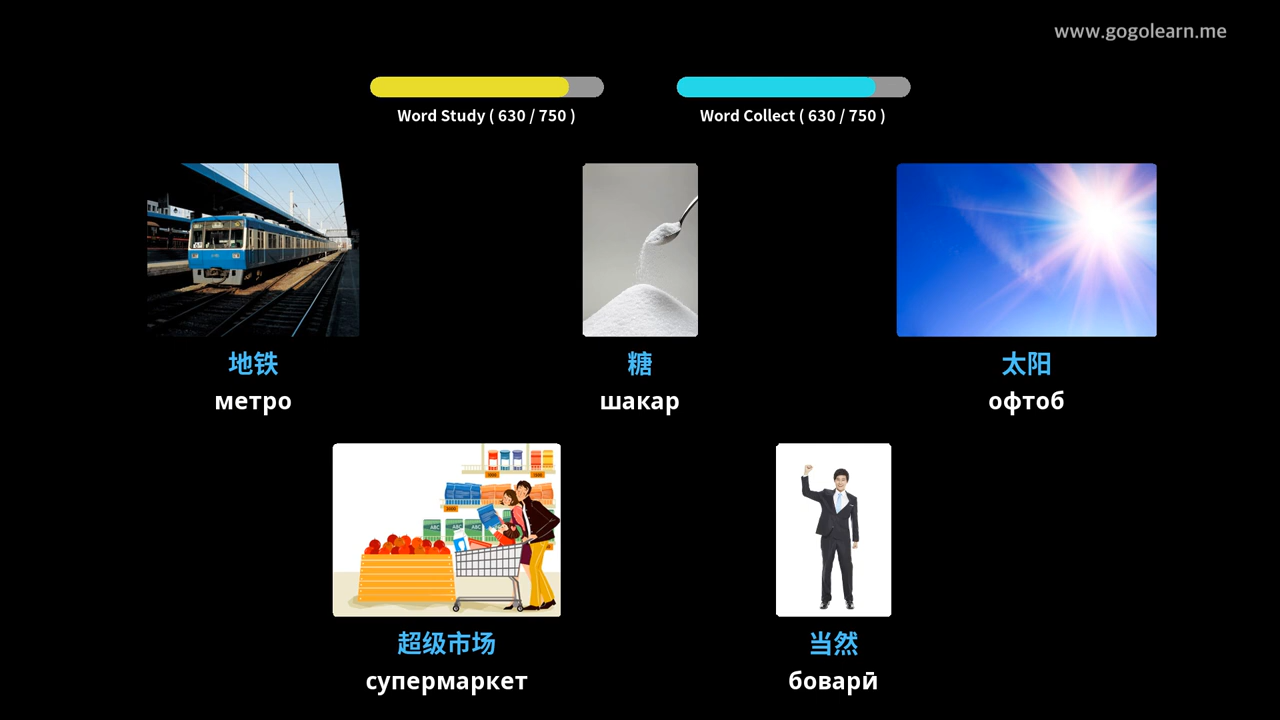 www.gogolearn.me
Word Study ( 630 / 750 )
Word Collect ( 630 / 750 )
地铁
метро
糖
шакар
太阳
офтоб
超级市场
супермаркет
当然
боварӣ